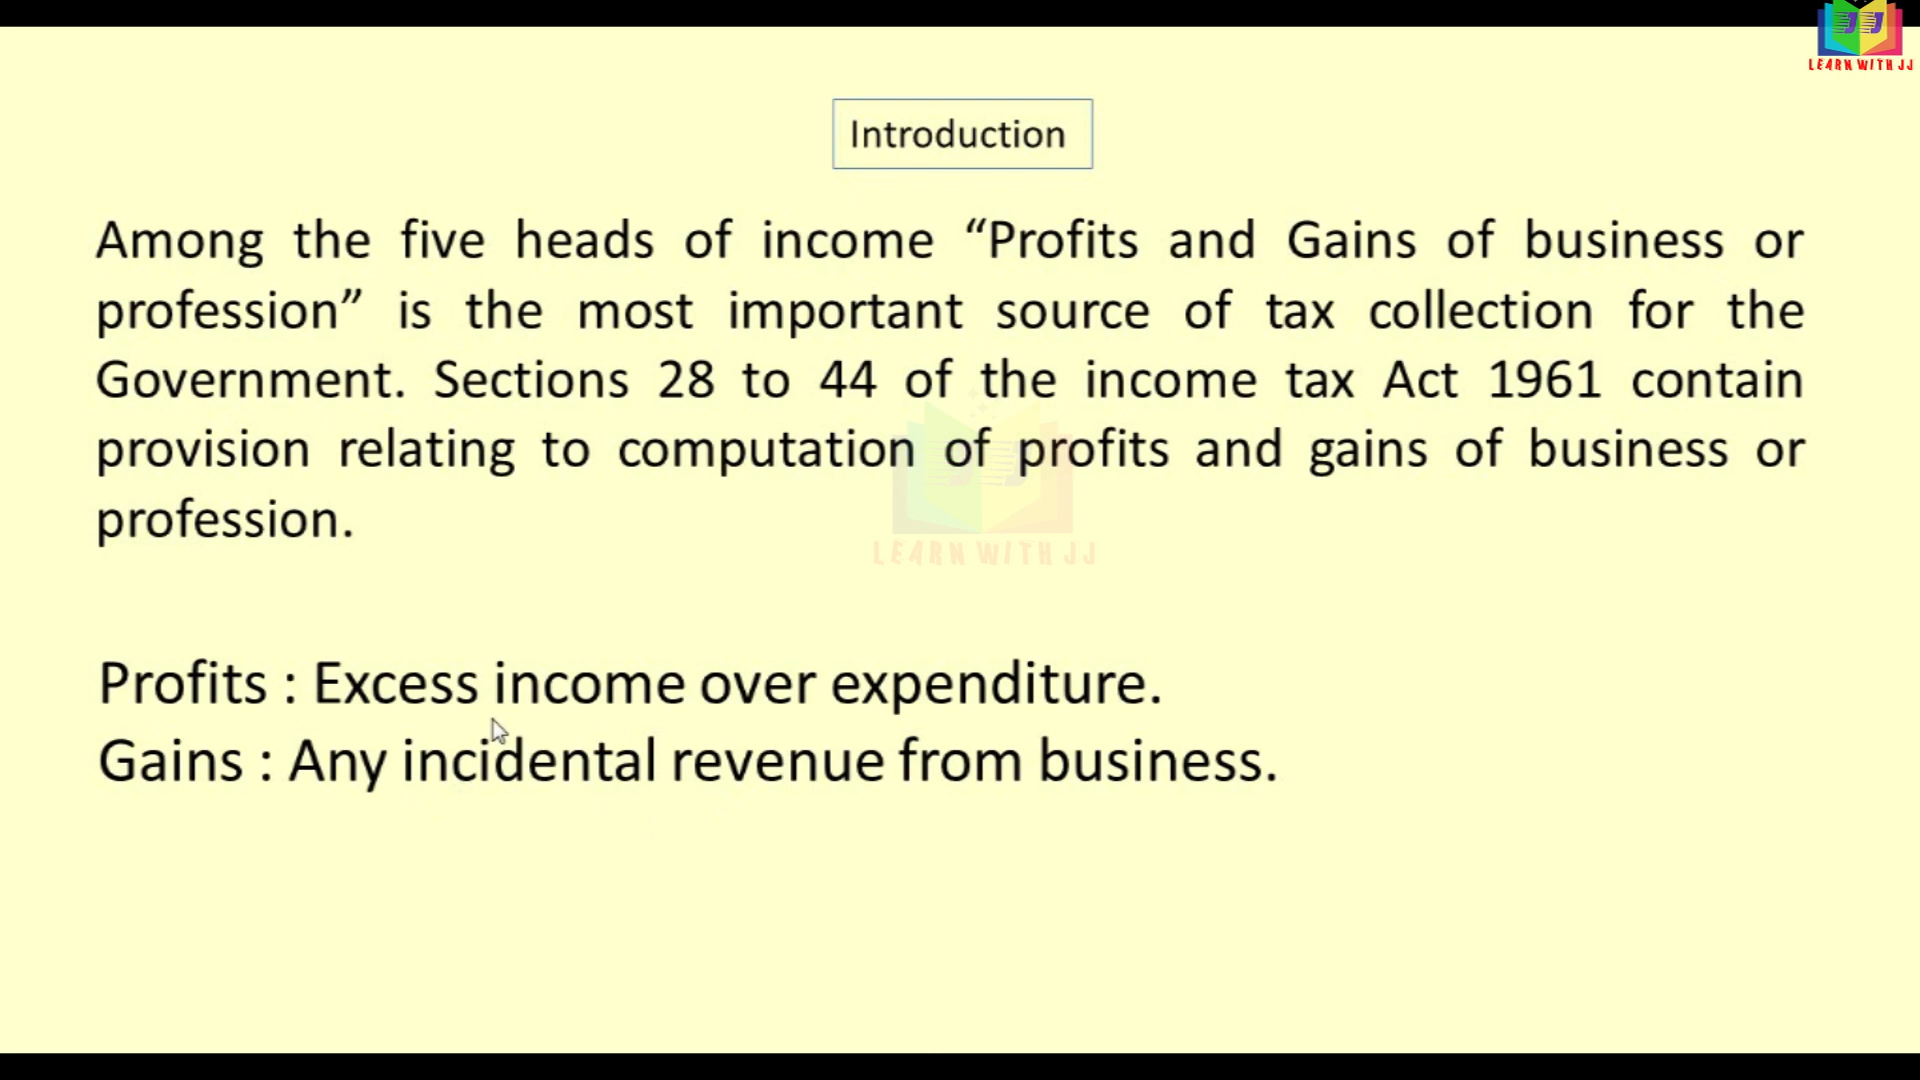 LEARN WITH JJ
Introduction
Among the five heads of income “Profits and Gains of business or
profession” is the most important source of tax collection for the
Government. Sections 28 to 44 of the income tax Act 1961 contain
provision relating to computation of profits and gains of business or
profession.
LEARN WITH JJ
Profits : Excess income over expenditure.
Gains : Any incidental revenue from business.